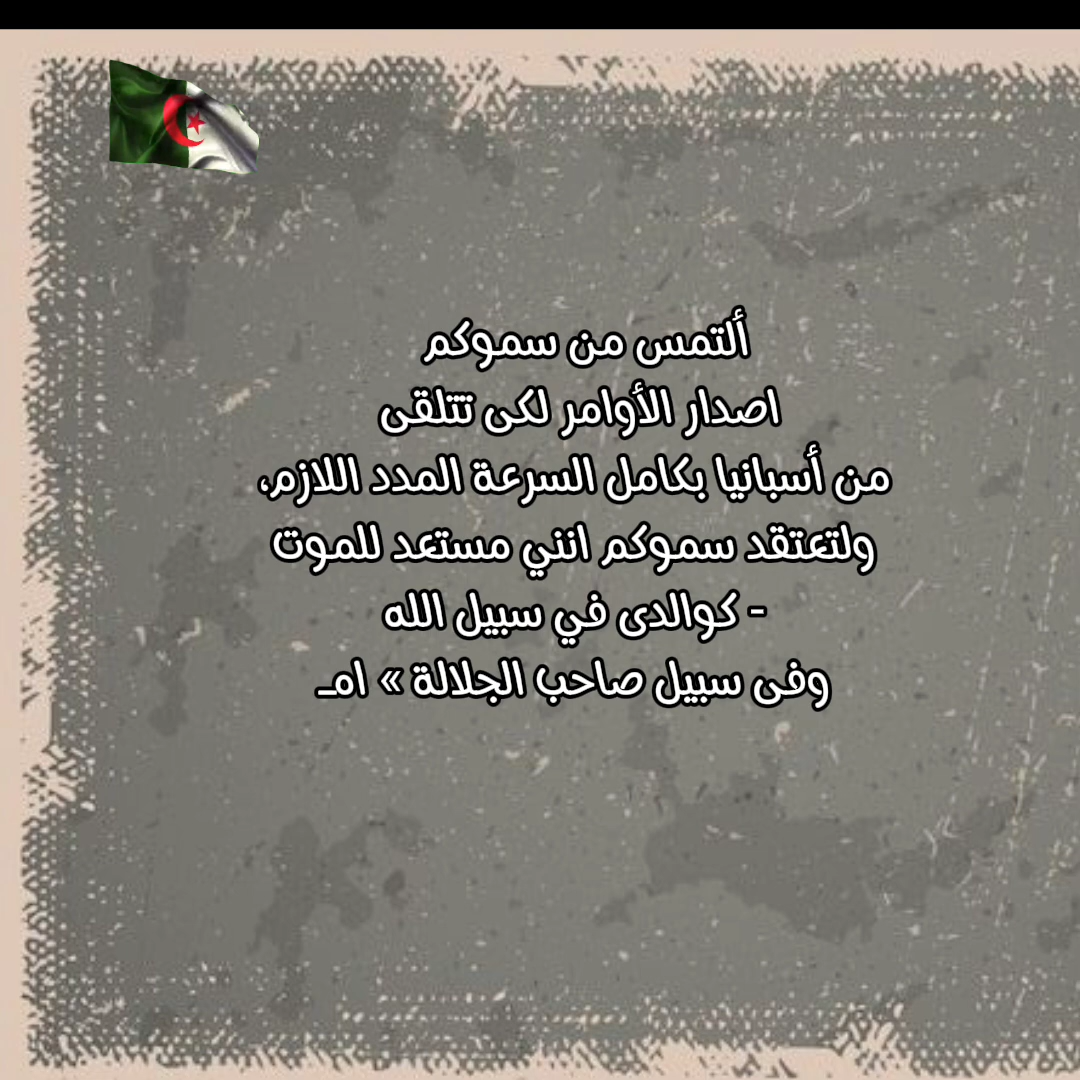 ألتمس من سموكم
اصدار الأوامر لكى نتلقى
من أسبانيا بكامل السرعة المدد اللازم،
ولتعتقد سموكم انني مستعد للموت
- كوالدى في سبيل الله
وفى سبيل صاحب الجلالة » اهـ